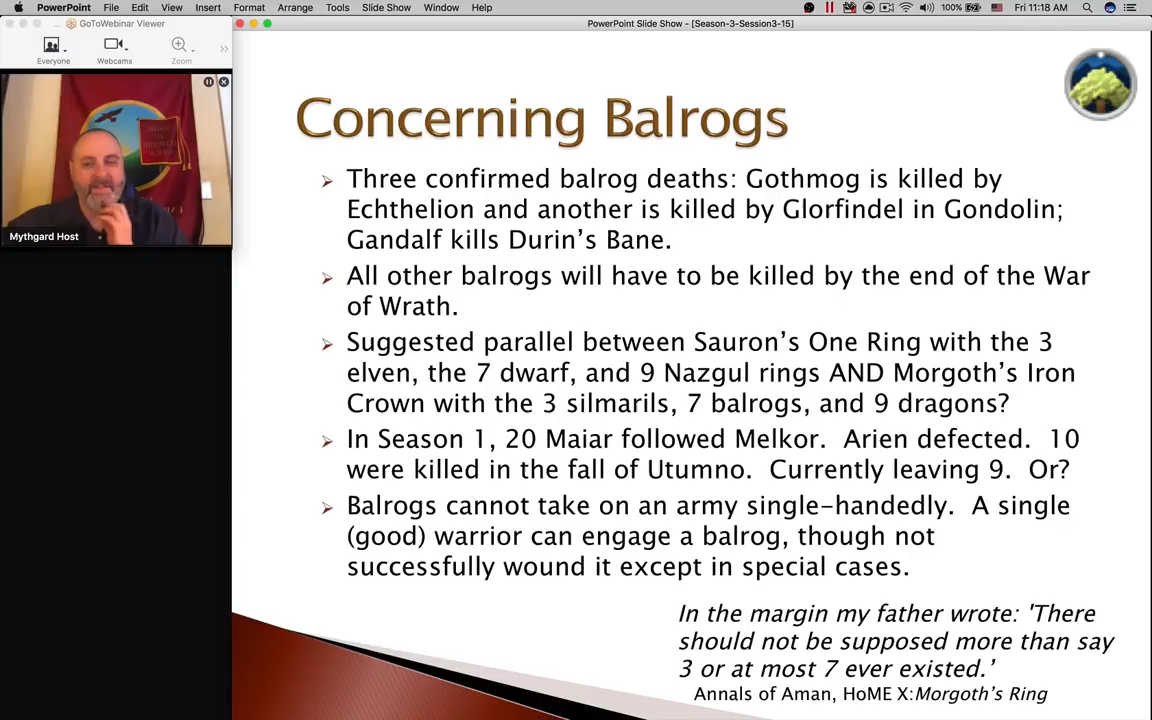 PowerPoint File Edit View Insert Format Arrange Tools Slide Show Window Help 100% Fri 11:18 AM
GoToWebinar Viewer
PowerPoint Slide Show - [Season-3-Session3-15]
Everyone Webcams Zoom
Mythgard Host
Concerning Balrogs
Three confirmed balrog deaths: Gothmog is killed by
Echthelion and another is killed by Glorfindel in Gondolin;
Gandalf kills Durin's Bane.
All other balrogs will have to be killed by the end of the War
of Wrath.
Suggested parallel between Sauron's One Ring with the 3
elven, the 7 dwarf, and 9 Nazgul rings AND Morgoth's Iron
Crown with the 3 silmarils, 7 balrogs, and 9 dragons?
In Season 1, 20 Maiar followed Melkor. Arien defected. 10
were killed in the fall of Utumno. Currently leaving 9. Or?
Balrogs cannot take on an army single-handedly. A single
(good) warrior can engage a balrog, though not
successfully wound it except in special cases.
In the margin my father wrote: 'There
should not be supposed more than say
3 or at most 7 ever existed.'
Annals of Aman, HoME X:Morgoth's Ring